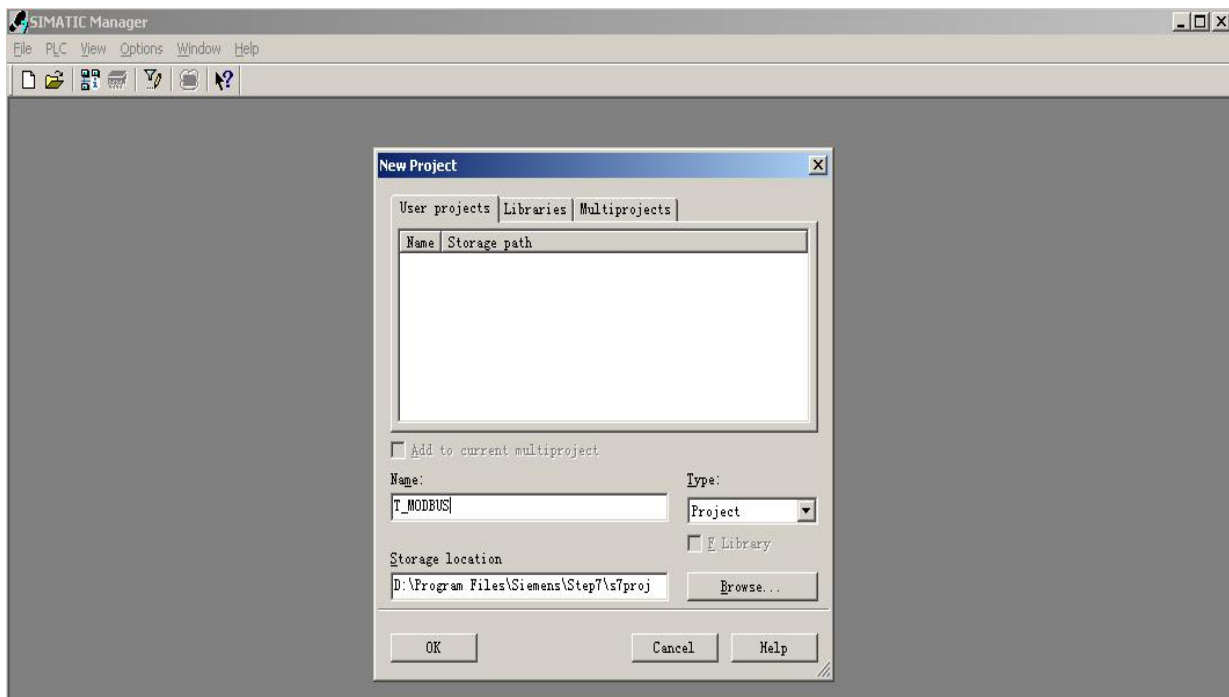 SIMATIC Manager
File PLC View Options Window Help
New Project
User projects Libraries Multiprojects
Name Storage path
Add to current multiproject
Name:
Type:
T_MODBUS
Project
F Library
Storage location
D:\Program Files\Siemens\Step7\s7proj
Browse...
OK Cancel Help